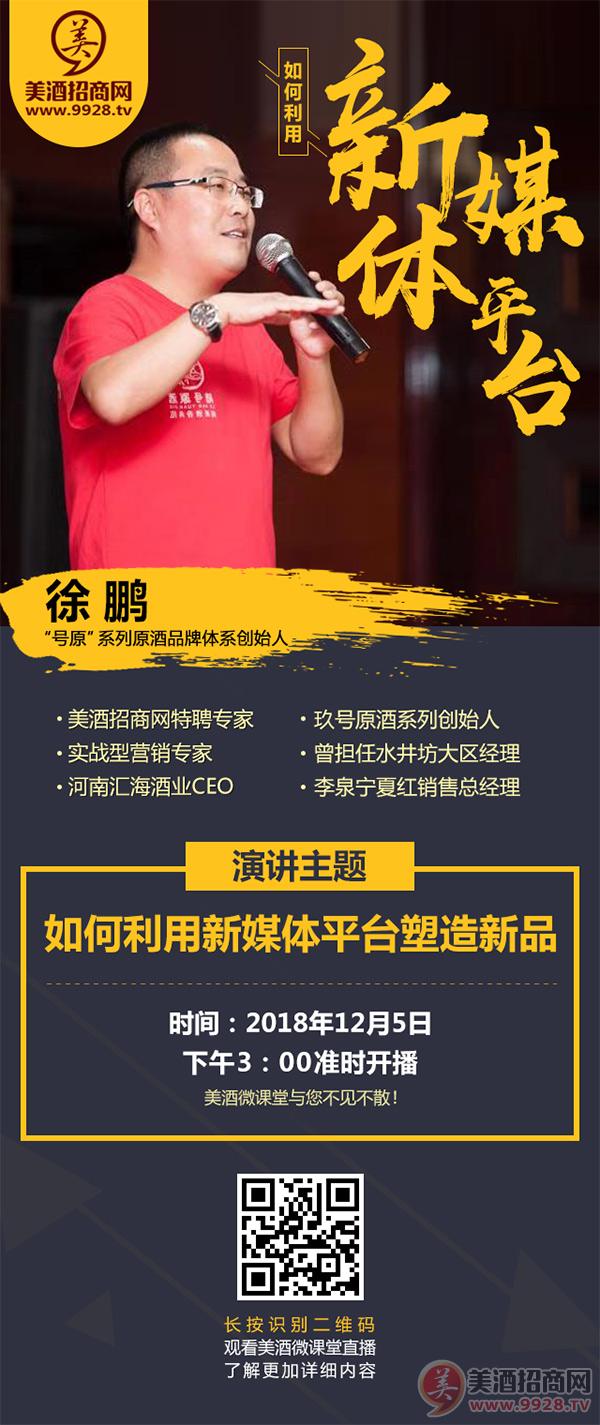 美酒招商网
www.9928.tv
如何利用
新媒体平台
徐鹏
“号原”系列原酒品牌体系创始人
·美酒招商网特聘专家
·实战型营销专家
·河南汇海酒业CEO
·玖号原酒系列创始人
·曾担任水井坊大区经理
·李泉宁夏红销售总经理
演讲主题
如何利用新媒体平台塑造新品
时间：2018年12月5日
下午3：00准时开播
美酒微课堂与您不见不散！
长按识别二维码
观看美酒微课堂直播
了解更加详细内容
美酒招商网
www.9928.tv